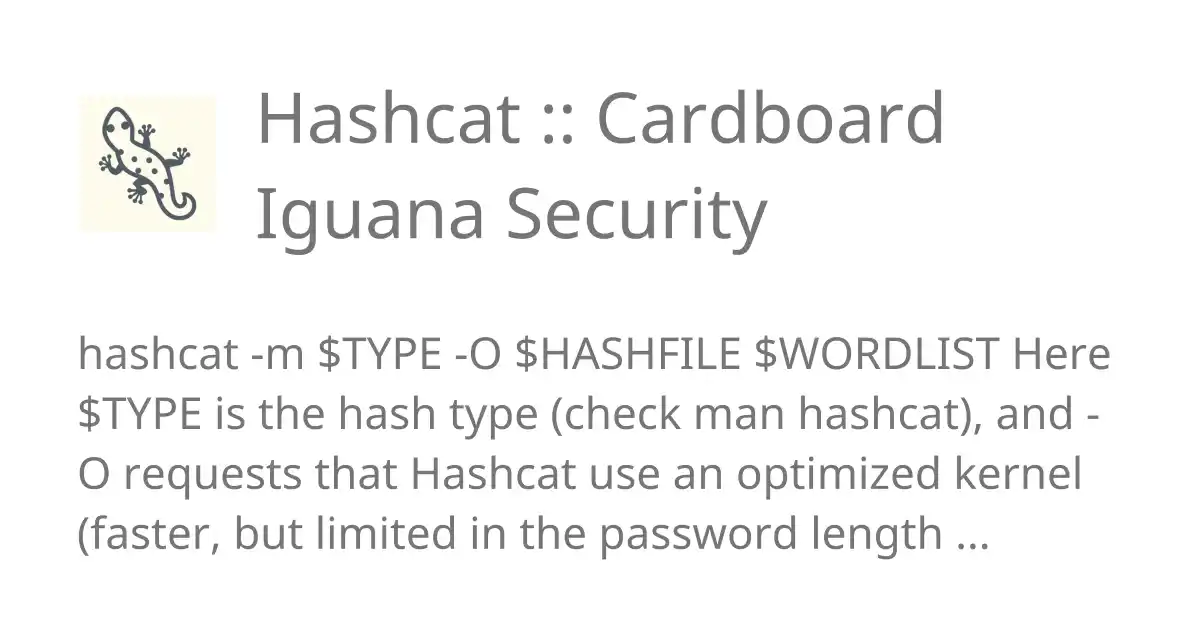 Hashcat :: Cardboard
Iguana Security
hashcat -m $TYPE -O $HASHFILE $WORDLIST Here
$TYPE is the hash type (check man hashcat), and -
O requests that Hashcat use an optimized kernel
(faster, but limited in the password length ...